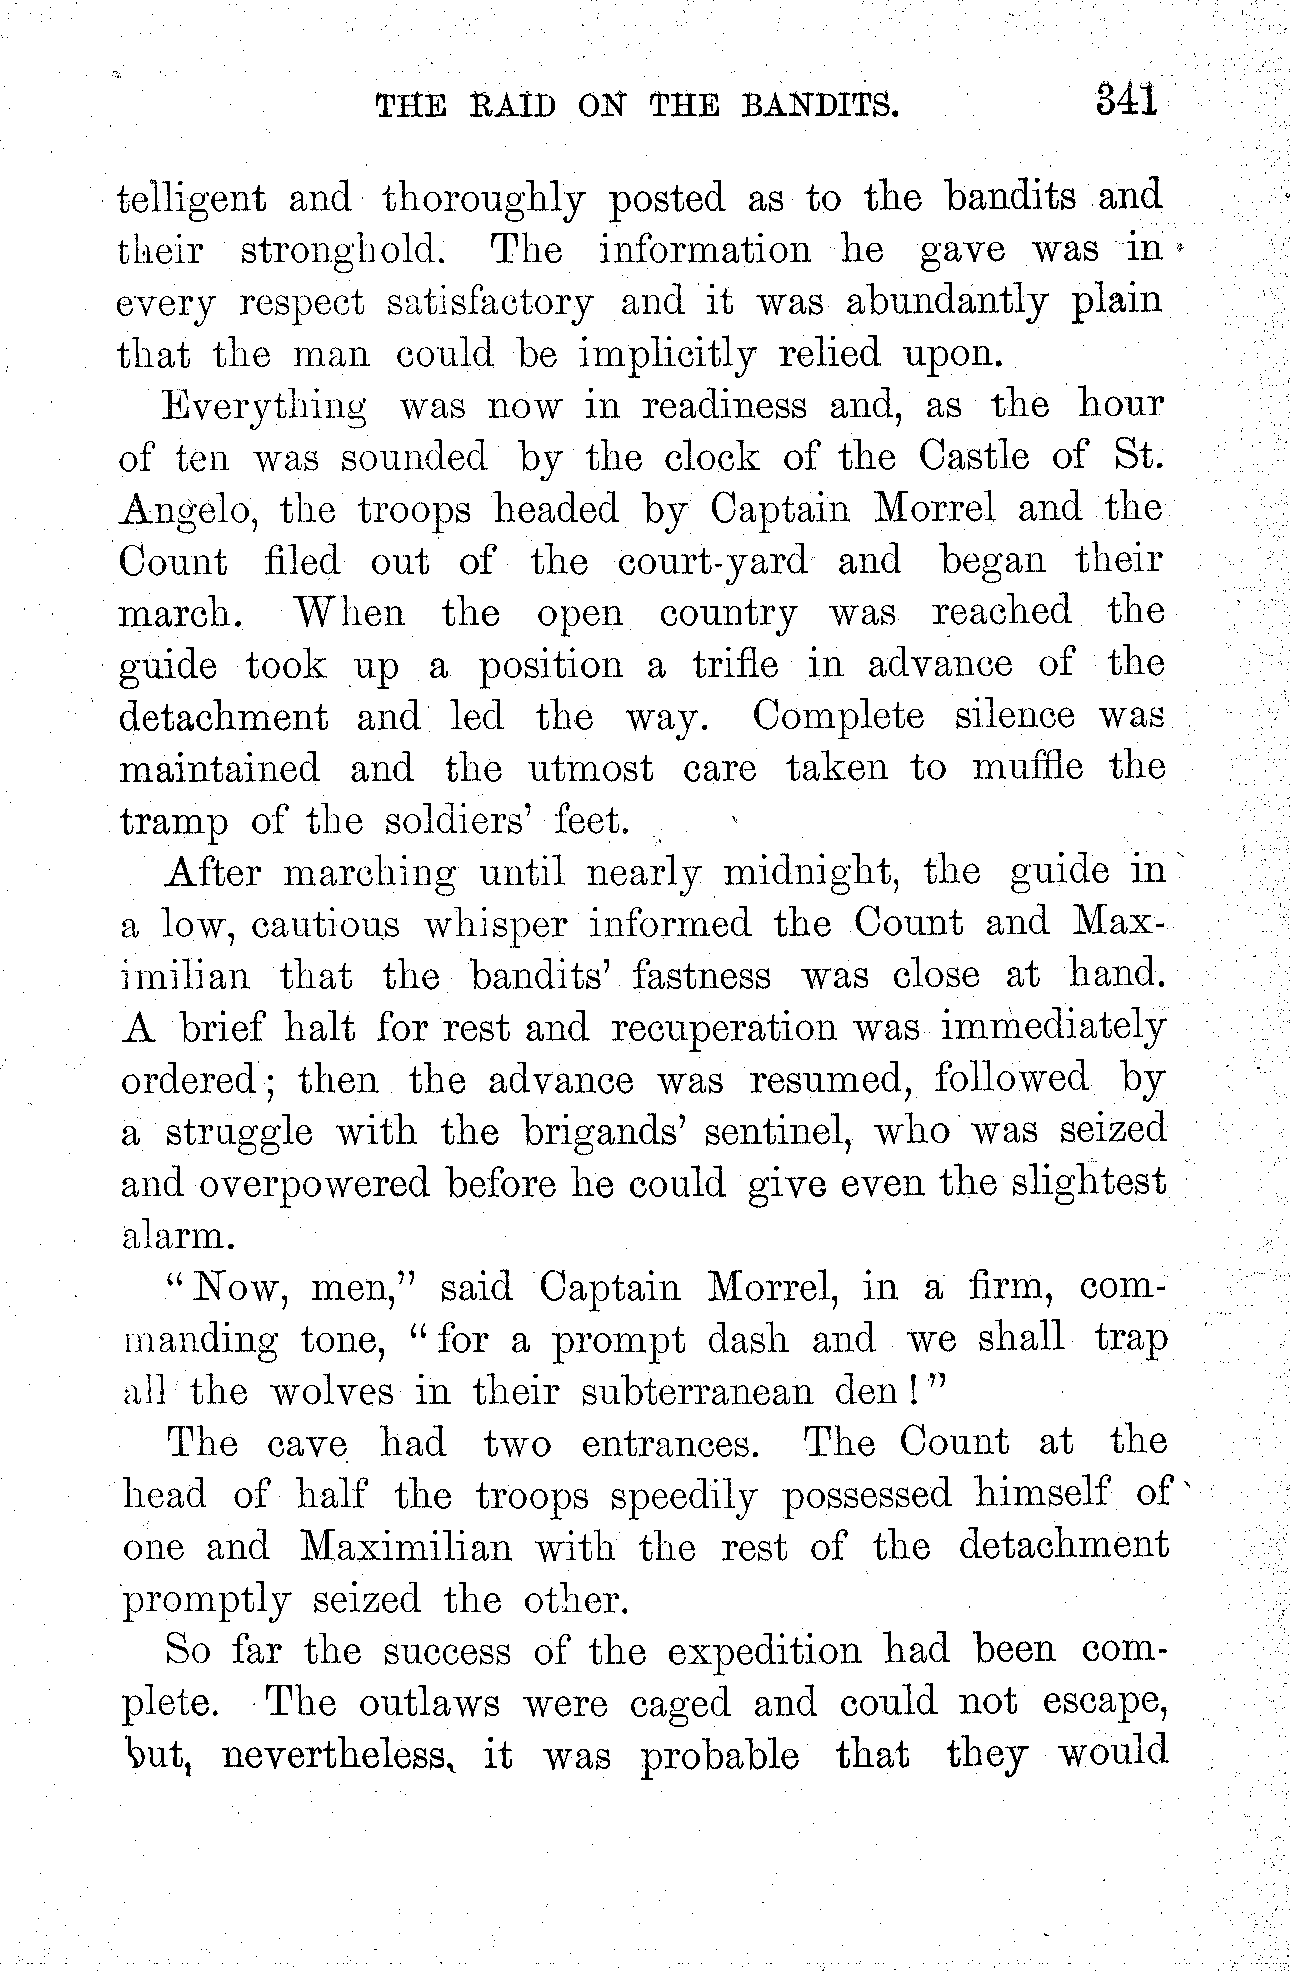 THE RAID ON THE BANDITS. 341
telligent and thoroughly posted as to the bandits and
their stronghold. The information he gave was in
every respect satisfactory and it was abundantly plain
that the man could be implicitly relied upon.
Everything was now in readiness and, as the hour
of ten was sounded by the clock of the Castle of St.
Angelo, the troops headed by Captain Morrel and the
Count filed out of the court-yard and began their
march. When the open country was reached the
guide took up a position a trifle in advance of the
detachment and led the way. Complete silence was
maintained and the utmost care taken to muffle the
tramp of the soldiers' feet.
After marching until nearly midnight, the guide in
a low, cautious whisper informed the Count and Max-
imilian that the bandits' fastness was close at hand.
A brief halt for rest and recuperation was immediately
ordered; then the advance was resumed, followed by
a struggle with the brigands' sentinel, who was seized
and overpowered before he could give even the slightest
alarm.
"Now, men," said Captain Morrel, in a firm, com-
manding tone, "for a prompt dash and we shall trap
all the wolves in their subterranean den!"
The cave had two entrances. The Count at the
head of half the troops speedily possessed himself of
one and Maximilian with the rest of the detachment
promptly seized the other.
So far the success of the expedition had been com-
plete. The outlaws were caged and could not escape,
but, nevertheless, it was probable that they would